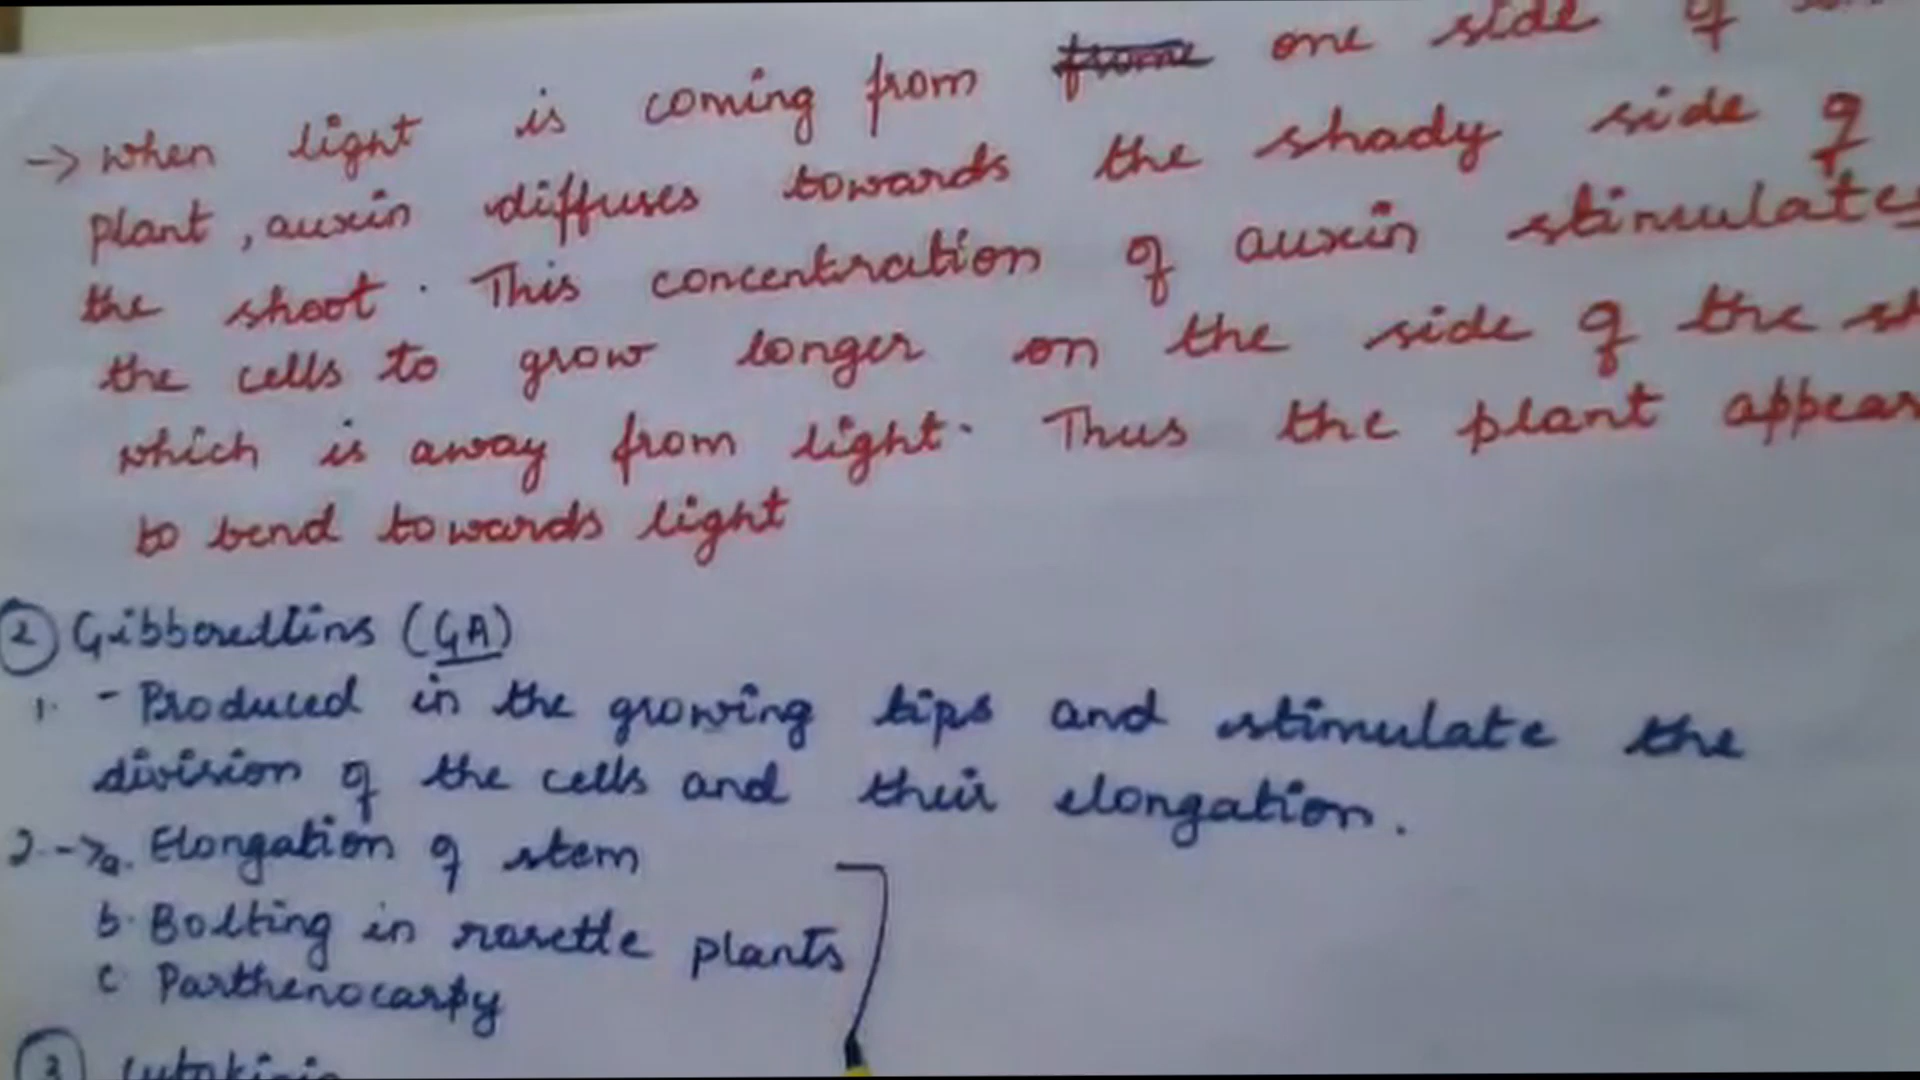 → when light is coming from frome one side of
plant, auxin diffuses towards the shady side of
the shoot. This concentration of auxin stimulates
the cells to grow longer on the side of the
which is away from light. Thus the plant appear
to bend towards light
2 Gibberellins (GA)
1. - Produced in the growing tips and stimulate the
division of the cells and their elongation.
2. → a. Elongation of stem
b. Bolting in rosette plants
c Parthenocarpy
3 Cytokinin